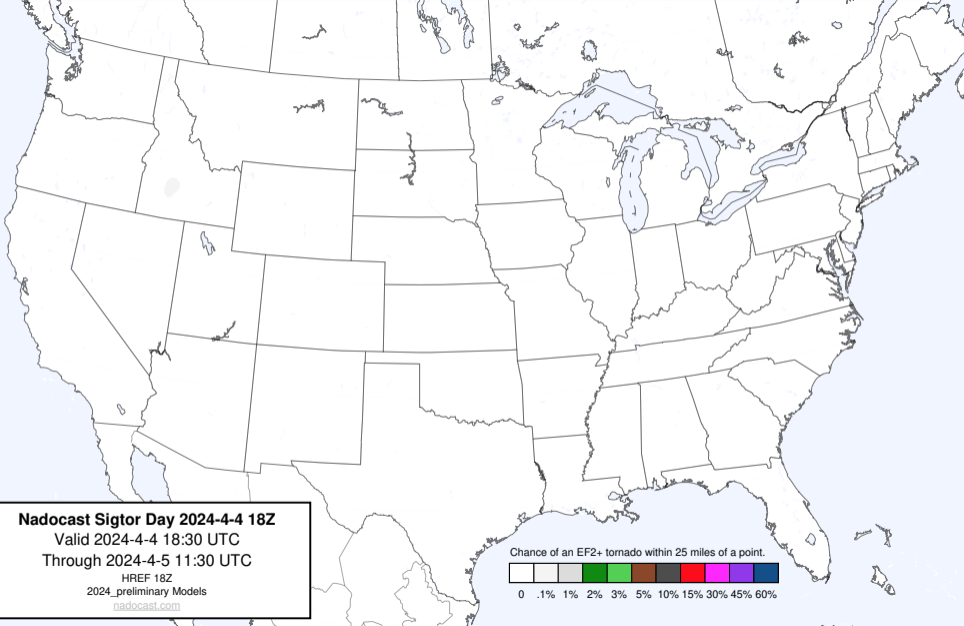 Nadocast Sigtor Day 2024-4-4 18Z
Valid 2024-4-4 18:30 UTC
Through 2024-4-5 11:30 UTC
HREF 18Z
2024_preliminary Models
nadocast.com
Chance of an EF2+ tornado within 25 miles of a point.
0 .1% 1% 2% 3% 5% 10% 15% 30% 45% 60%